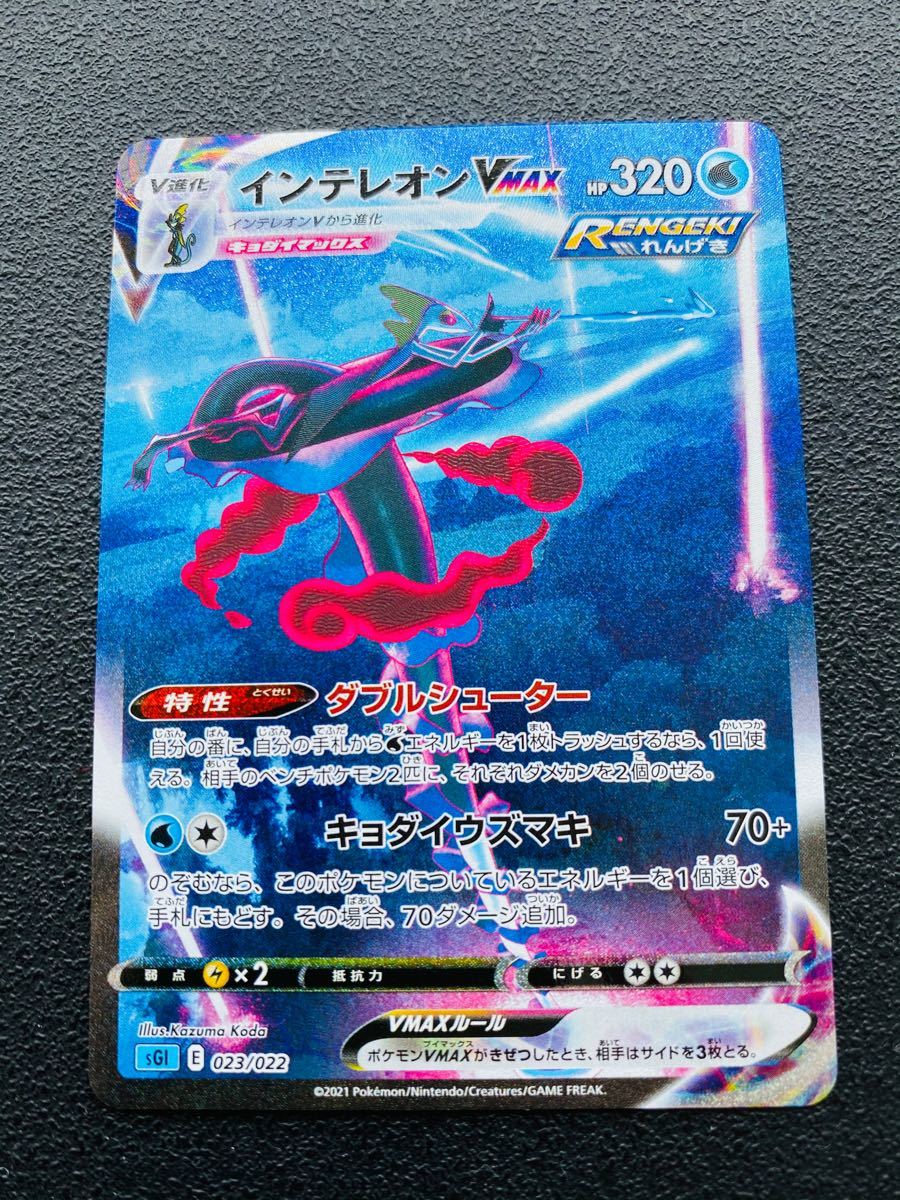 V進化
インテレオンVMAX HP320
インテレオンVから進化
キョダイマックス
RENGEKI
れんげき
特性 とくせい ダブルシューター
自分の番に、自分の手札からエネルギーを1枚トラッシュするなら、1回使
える。相手のベンチポケモン2匹に、それぞれダメカンを2個のせる。
キョダイウズマキ 70+
のぞむなら、このポケモンについているエネルギーを1個選び、
手札にもどす。その場合、70ダメージ追加。
弱点 ×2 抵抗力 にげる
Illus.Kazuma Koda
VMAXルール
sGI E 023/022
ポケモンVMAXがきぜつしたとき、相手はサイドを3枚とる。
©2021 Pokémon/Nintendo/Creatures/GAME FREAK.